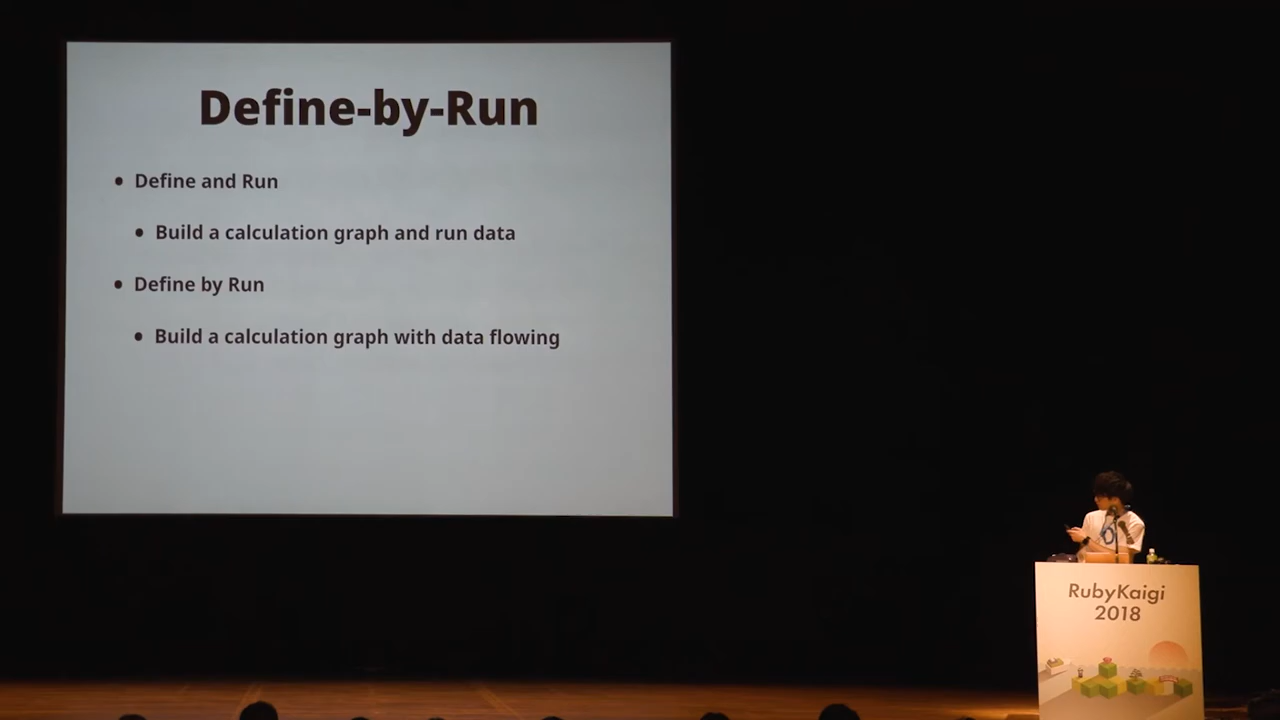 Define-by-Run
• Define and Run
• Build a calculation graph and run data
• Define by Run
• Build a calculation graph with data flowing
RubyKaigi
2018